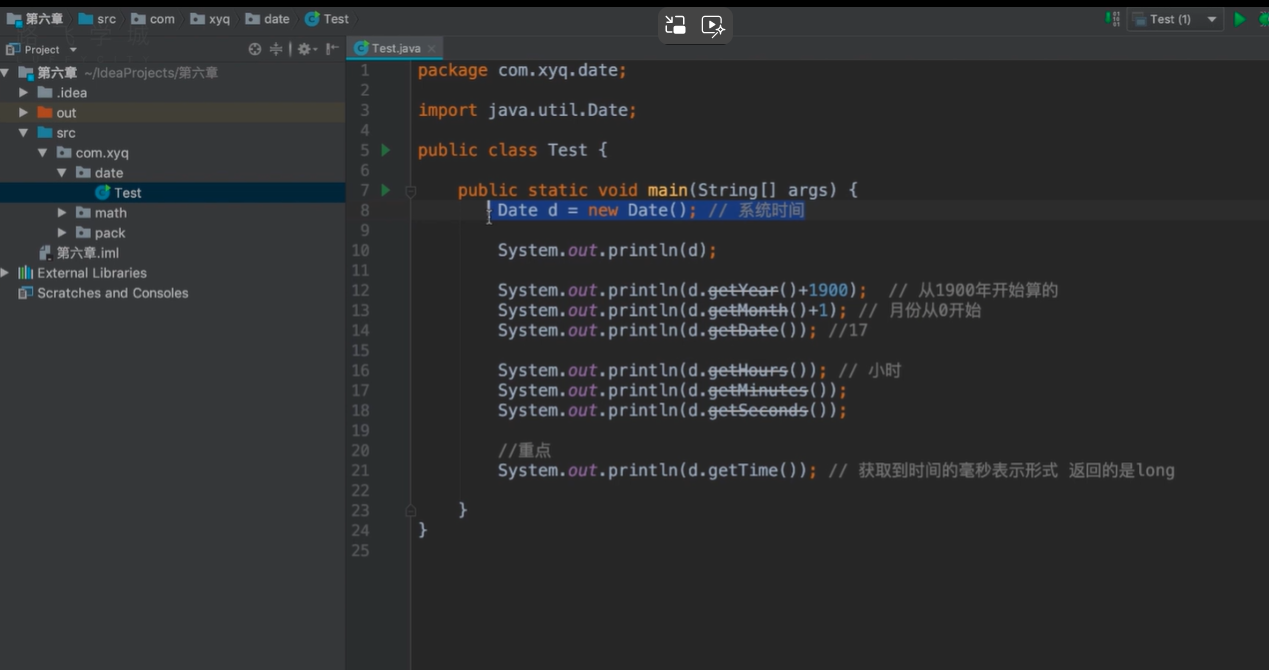 第六章 src com xyq date Test
Test (1)
Project
Test.java
第六章 ~/IdeaProjects/第六章
.idea
out
src
com.xyq
date
Test
math
pack
第六章.iml
External Libraries
Scratches and Consoles
1 package com.xyq.date;
2
3 import java.util.Date;
4
5 public class Test {
6
7 public static void main(String[] args) {
8 Date d = new Date(); // 系统时间
9
10 System.out.println(d);
11
12 System.out.println(d.getYear()+1900); // 从1900年开始算的
13 System.out.println(d.getMonth()+1); // 月份从0开始
14 System.out.println(d.getDate()); //17
15
16 System.out.println(d.getHours()); // 小时
17 System.out.println(d.getMinutes());
18 System.out.println(d.getSeconds());
19
20 //重点
21 System.out.println(d.getTime()); // 获取到时间的毫秒表示形式 返回的是long
22
23 }
24 }
25